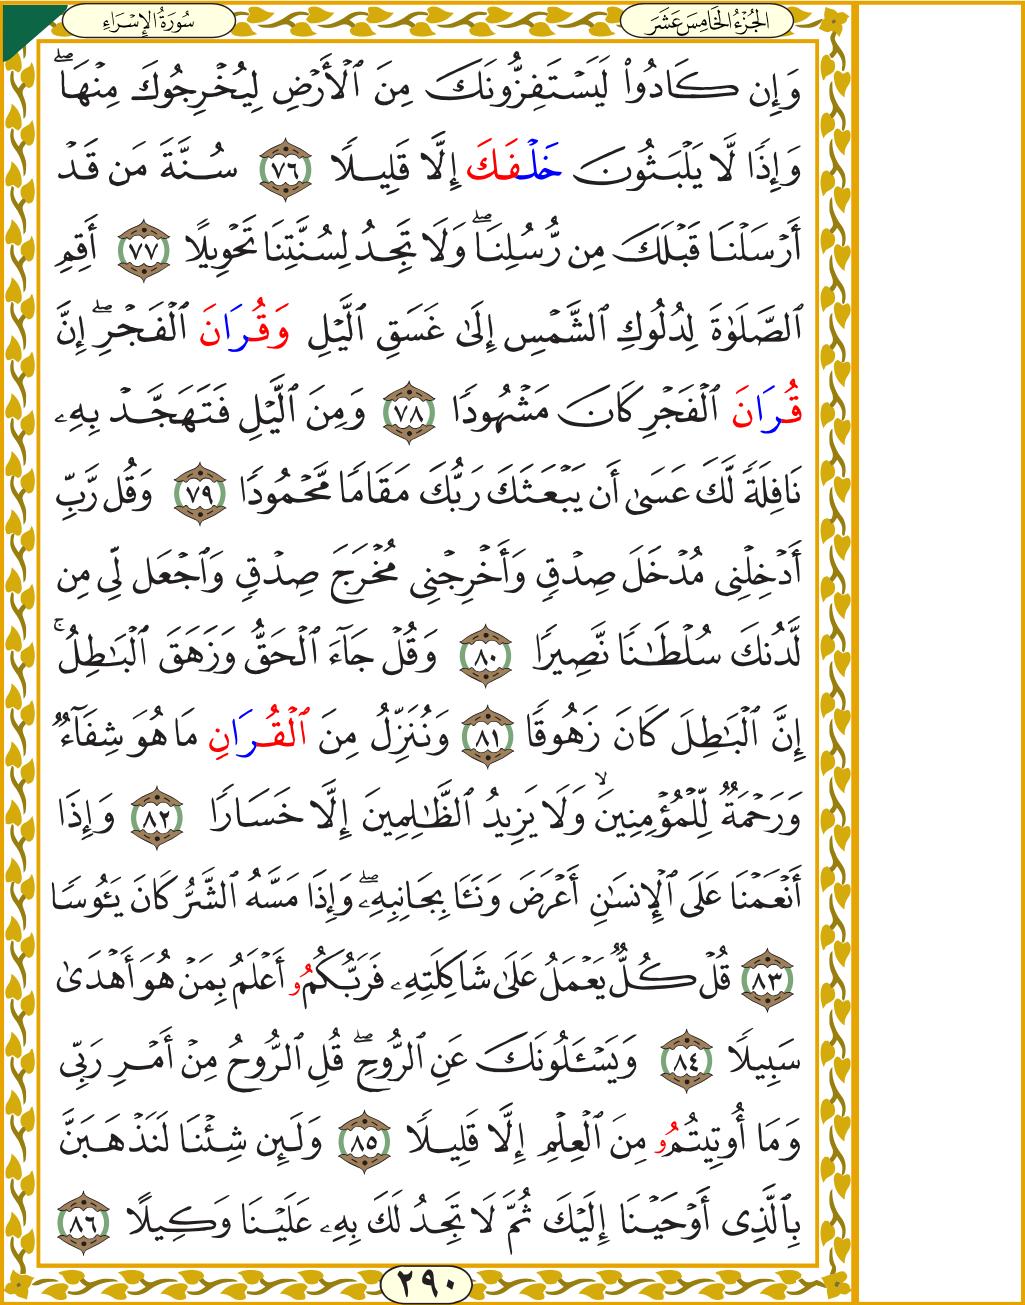 الجُزْءُ الخَامِسَ عَشَرَ
سُورَةُ الإِسْرَاءِ
وَإِن كَادُوا۟ لَيَسْتَفِزُّونَكَ مِنَ ٱلْأَرْضِ لِيُخْرِجُوكَ مِنْهَاۖ
وَإِذًا لَّا يَلْبَثُونَ خَلْفَكَ إِلَّا قَلِيلًا ٧٦ سُنَّةَ مَن قَدْ
أَرْسَلْنَا قَبْلَكَ مِن رُّسُلِنَاۖ وَلَا تَجِدُ لِسُنَّتِنَا تَحْوِيلًا ٧٧ أَقِمِ
ٱلصَّلَوٰةَ لِدُلُوكِ ٱلشَّمْسِ إِلَىٰ غَسَقِ ٱلَّيْلِ وَقُرَانَ ٱلْفَجْرِۖ إِنَّ
قُرَانَ ٱلْفَجْرِ كَانَ مَشْهُودًا ٧٨ وَمِنَ ٱلَّيْلِ فَتَهَجَّدْ بِهِۦ
نَافِلَةً لَّكَ عَسَىٰ أَن يَبْعَثَكَ رَبُّكَ مَقَامًا مَّحْمُودًا ٧٩ وَقُل رَّبِّ
أَدْخِلْنِى مُدْخَلَ صِدْقٍ وَأَخْرِجْنِى مُخْرَجَ صِدْقٍ وَٱجْعَل لِّى مِن
لَّدُنكَ سُلْطَـٰنًا نَّصِيرًا ٨٠ وَقُلْ جَآءَ ٱلْحَقُّ وَزَهَقَ ٱلْبَـٰطِلُۚ
إِنَّ ٱلْبَـٰطِلَ كَانَ زَهُوقًا ٨١ وَنُنَزِّلُ مِنَ ٱلْقُرَانِ مَا هُوَ شِفَآءٌ
وَرَحْمَةٌ لِّلْمُؤْمِنِينَۙ وَلَا يَزِيدُ ٱلظَّـٰلِمِينَ إِلَّا خَسَارًا ٨٢ وَإِذَآ
أَنْعَمْنَا عَلَى ٱلْإِنسَـٰنِ أَعْرَضَ وَنَـَٔا بِجَانِبِهِۦۖ وَإِذَا مَسَّهُ ٱلشَّرُّ كَانَ يَـُٔوسًا
٨٣ قُلْ كُلٌّ يَعْمَلُ عَلَىٰ شَاكِلَتِهِۦ فَرَبُّكُمُۥ أَعْلَمُ بِمَنْ هُوَ أَهْدَىٰ
سَبِيلًا ٨٤ وَيَسْـَٔلُونَكَ عَنِ ٱلرُّوحِۖ قُلِ ٱلرُّوحُ مِنْ أَمْرِ رَبِّى
وَمَآ أُوتِيتُمُۥ مِنَ ٱلْعِلْمِ إِلَّا قَلِيلًا ٨٥ وَلَئِن شِئْنَا لَنَذْهَبَنَّ
بِٱلَّذِىٓ أَوْحَيْنَآ إِلَيْكَ ثُمَّ لَا تَجِدُ لَكَ بِهِۦ عَلَيْنَا وَكِيلًا ٨٦
٢٩٠